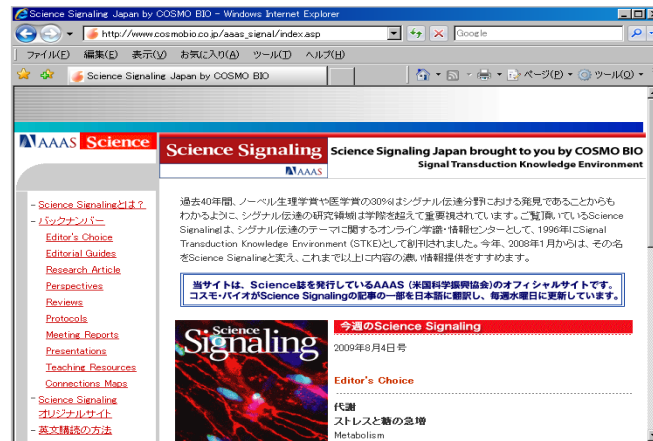 Science Signaling Japan by COSMO BIO - Windows Internet Explorer
http://www.cosmobio.co.jp/aaas_signal/index.asp
Google
ファイル(F) 編集(E) 表示(V) お気に入り(A) ツール(T) ヘルプ(H)
Science Signaling Japan by COSMO BIO
ページ(P) ツール(O)
AAAS Science
Science Signaling
AAAS
Science Signaling Japan brought to you by COSMO BIO
Signal Transduction Knowledge Environment
- Science Signalingとは？
- バックナンバー
Editor's Choice
Editorial Guides
Research Article
Perspectives
Reviews
Protocols
Meeting Reports
Presentations
Teaching Resources
Connections Maps
- Science Signaling
オリジナルサイト
- 英文購読の方法
過去40年間、ノーベル生理学賞や医学賞の30%はシグナル伝達分野における発見であることからも
わかるように、シグナル伝達の研究領域は学際を超えて重要視されています。ご覧頂いているScience
Signalingは、シグナル伝達のテーマに関するオンライン学術・情報センターとして、1996年にSignal
Transduction Knowledge Environment (STKE)として創刊されました。今年、2008年1月からは、その名
をScience Signalingと変え、これまで以上に内容の濃い情報提供をすすめます。
当サイトは、Science誌を発行しているAAAS (米国科学振興協会)のオフィシャルサイトです。
コスモ・バイオがScience Signalingの記事の一部を日本語に翻訳し、毎週水曜日に更新しています。
Science
Signaling
今週のScience Signaling
2009年8月4日号
Editor's Choice
代謝
ストレスと糖の急増
Metabolism